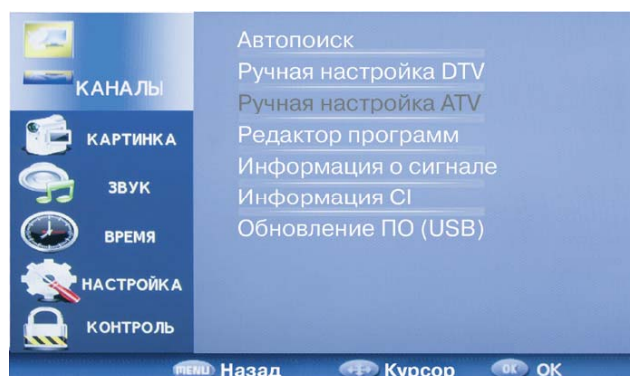 КАНАЛЫ
КАРТИНКА
ЗВУК
ВРЕМЯ
НАСТРОЙКА
КОНТРОЛЬ
Автопоиск
Ручная настройка DTV
Ручная настройка ATV
Редактор программ
Информация о сигнале
Информация CI
Обновление ПО (USB)
MENU Назад Курсор OK OK